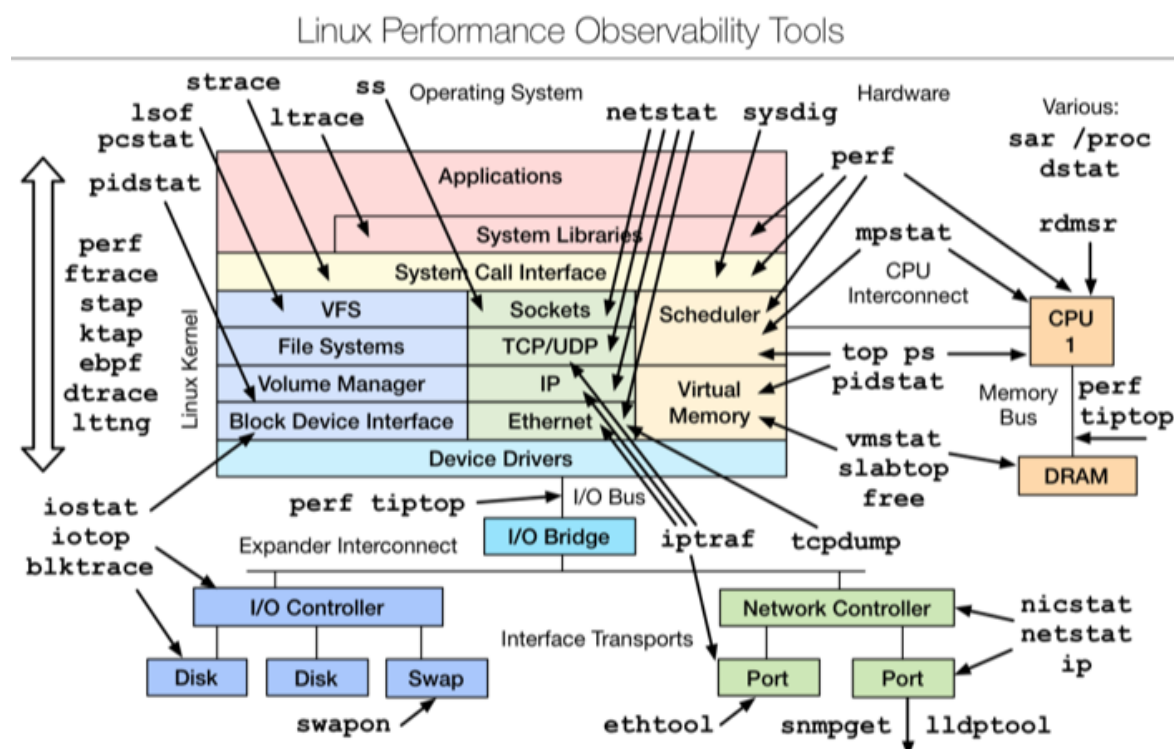 Linux Performance Observability Tools
strace
ss
Operating System
Hardware
Various:
lsof
ltrace
netstat
sysdig
sar /proc
pcstat
dstat
perf
pidstat
Applications
rdmsr
System Libraries
mpstat
perf
System Call Interface
CPU
Interconnect
ftrace
VFS
Sockets
Scheduler
CPU
1
stap
ktap
File Systems
TCP/UDP
top ps
ebpf
Volume Manager
IP
Virtual
Memory
pidstat
Memory
Bus
perf
tiptop
dtrace
lttng
Linux Kernel
Block Device Interface
Ethernet
vmstat
slabtop
free
Device Drivers
DRAM
iostat
iotop
blktrace
perf tiptop
I/O Bus
I/O Bridge
iptraf
tcpdump
Expander Interconnect
I/O Controller
Network Controller
nicstat
netstat
ip
Interface Transports
Disk
Disk
Swap
Port
Port
swapon
ethtool
snmpget
lldptool